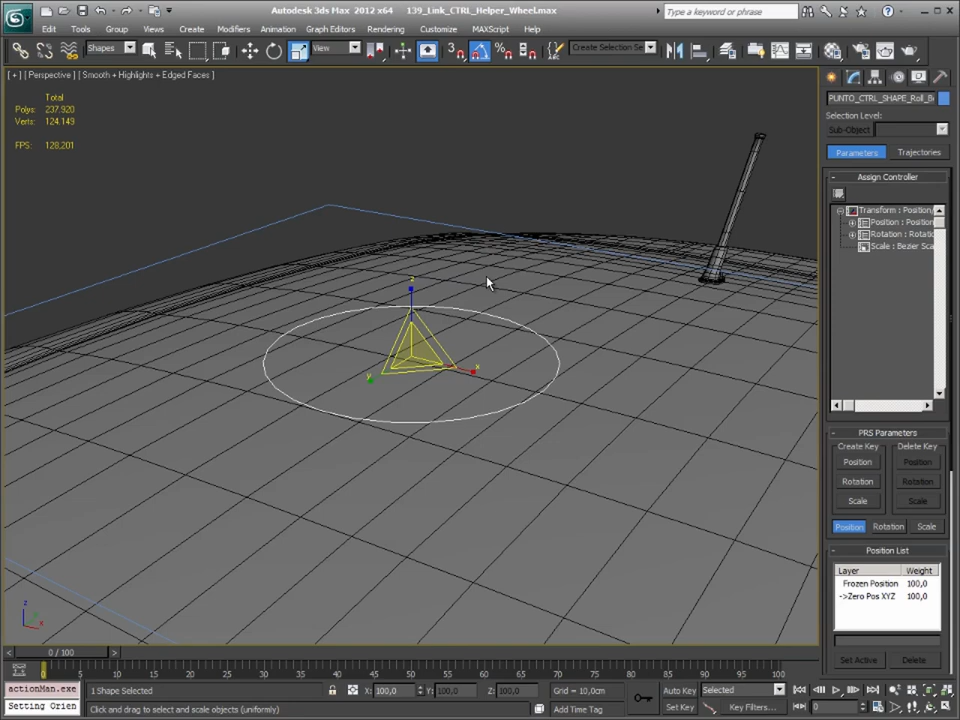 Autodesk 3ds Max 2012 x64    139_Link_CTRL_Helper_Wheel.max
Type a keyword or phrase
Edit Tools Group Views Create Modifiers Animation Graph Editors Rendering Customize MAXScript Help
Shapes View Create Selection Se
[ + ] [ Perspective ] [ Smooth + Highlights + Edged Faces ]
Total
Polys: 237.920
Verts: 124.149
FPS: 128,201
PUNTO_CTRL_SHAPE_Roll_B
Selection Level:
Sub-Object
Parameters Trajectories
- Assign Controller
Transform : Position/
Position : Position
Rotation : Rotatio
Scale : Bezier Sca
z
x
y
- PRS Parameters
Create Key Delete Key
Position Position
Rotation Rotation
Scale Scale
Position Rotation Scale
- Position List
Layer Weight
Frozen Position 100,0
->Zero Pos XYZ 100,0
Set Active Delete
z
x
< 0 / 100 >
0 5 10 15 20 25 30 35 40 45 50 55 60 65 70 75 80 85 90 95 100
actionMan.exe 1 Shape Selected X: 100,0 Y: 100,0 Z: 100,0 Grid = 10,0cm Auto Key Selected
Setting Orien Click and drag to select and scale objects (uniformly) Add Time Tag Set Key Key Filters... 0